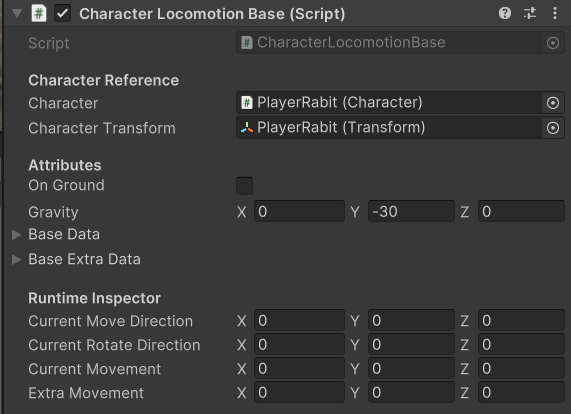 Character Locomotion Base (Script)
Script CharacterLocomotionBase
Character Reference
Character PlayerRabit (Character)
Character Transform PlayerRabit (Transform)
Attributes
On Ground
Gravity X 0 Y -30 Z 0
Base Data
Base Extra Data
Runtime Inspector
Current Move Direction X 0 Y 0 Z 0
Current Rotate Direction X 0 Y 0 Z 0
Current Movement X 0 Y 0 Z 0
Extra Movement X 0 Y 0 Z 0